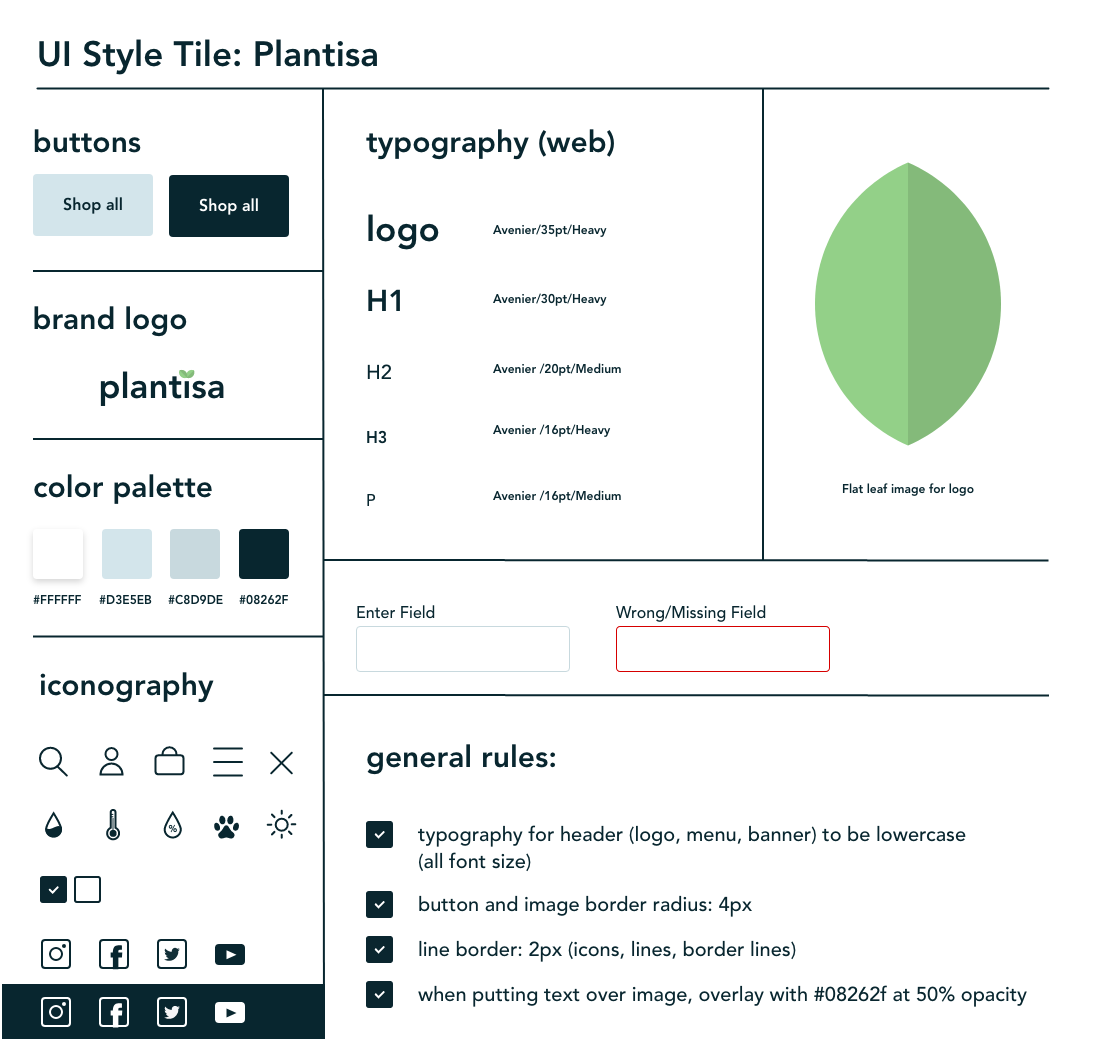 UI Style Tile: Plantisa
buttons
Shop all
Shop all
brand logo
plantisa
color palette
#FFFFFF
#D3E5EB
#C8D9DE
#08262F
iconography
%
typography (web)
logo
Avenier/35pt/Heavy
H1
Avenier/30pt/Heavy
H2
Avenier /20pt/Medium
H3
Avenier /16pt/Heavy
P
Avenier /16pt/Medium
Flat leaf image for logo
Enter Field
Wrong/Missing Field
general rules:
typography for header (logo, menu, banner) to be lowercase
(all font size)
button and image border radius: 4px
line border: 2px (icons, lines, border lines)
when putting text over image, overlay with #08262f at 50% opacity